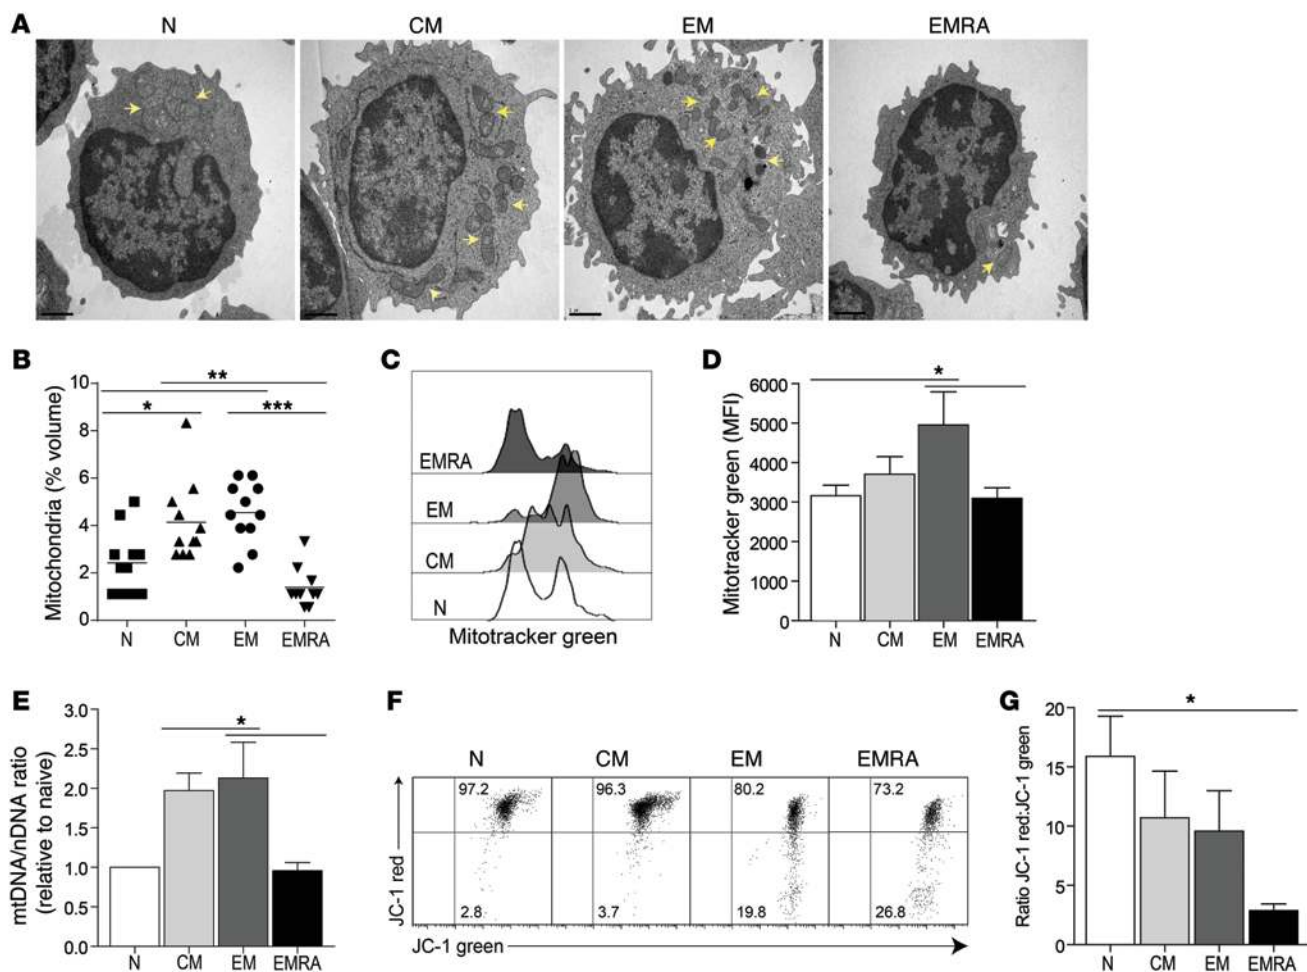 A
N
CM
EM
EMRA
B
Mitochondria (% volume)
10
8
6
4
2
0
**
*
***
N
CM
EM
EMRA
C
EMRA
EM
CM
N
Mitotracker green
D
Mitotracker green (MFI)
6000
5000
4000
3000
2000
1000
0
*
N
CM
EM
EMRA
E
mtDNA/nDNA ratio
(relative to naive)
3.0
2.5
2.0
1.5
1.0
0.5
0.0
*
N
CM
EM
EMRA
F
N
CM
EM
EMRA
97.2
96.3
80.2
73.2
2.8
3.7
19.8
26.8
JC-1 red
JC-1 green
G
Ratio JC-1 red:JC-1 green
20
15
10
5
0
*
N
CM
EM
EMRA